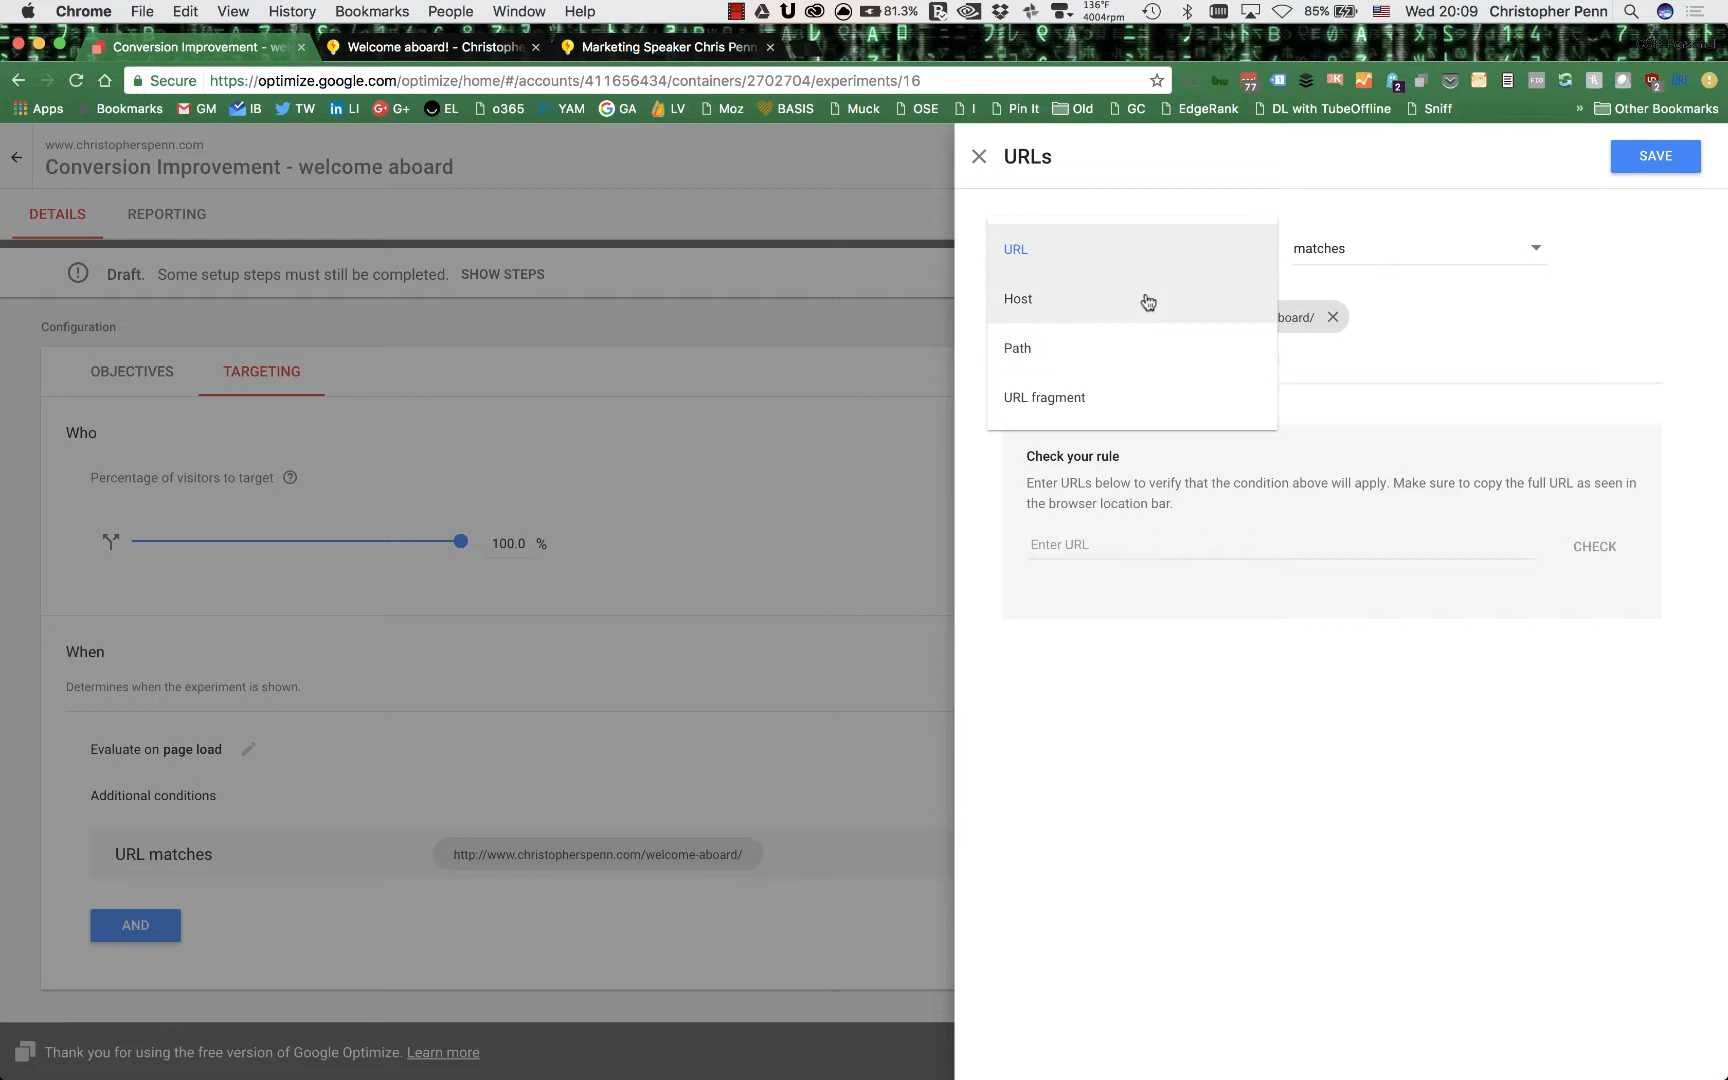 Chrome File Edit View History Bookmarks People Window Help 81.3% 136°F 4004rpm 85% Wed 20:09 Christopher Penn
Conversion Improvement - wel × Welcome aboard! - Christophe × Marketing Speaker Chris Penn ×
Secure https://optimize.google.com/optimize/home/#/accounts/411656434/containers/2702704/experiments/16
Apps Bookmarks GM IB TW LI G+ EL o365 YAM GA LV Moz BASIS Muck OSE I Pin It Old GC EdgeRank DL with TubeOffline Sniff » Other Bookmarks
www.christopherspenn.com
Conversion Improvement - welcome aboard
DETAILS REPORTING
Draft. Some setup steps must still be completed. SHOW STEPS
Configuration
OBJECTIVES TARGETING
Who
Percentage of visitors to target
100.0 %
When
Determines when the experiment is shown.
Evaluate on page load
Additional conditions
URL matches http://www.christopherspenn.com/welcome-aboard/
AND
Thank you for using the free version of Google Optimize. Learn more
URLs SAVE
URL matches
Host
board/
Path
URL fragment
Check your rule
Enter URLs below to verify that the condition above will apply. Make sure to copy the full URL as seen in
the browser location bar.
Enter URL CHECK